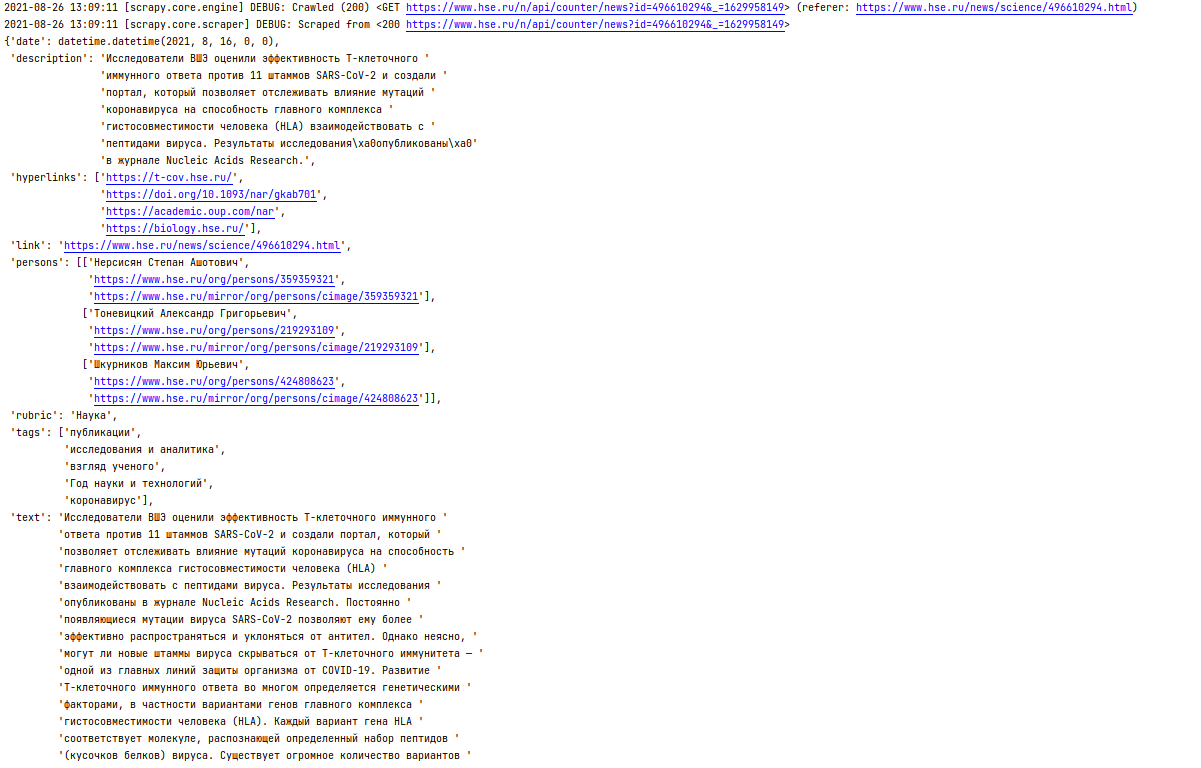 2021-08-26 13:09:11 [scrapy.core.engine] DEBUG: Crawled (200) <GET https://www.hse.ru/n/api/counter/news?id=496610294&_=1629958149> (referer: https://www.hse.ru/news/science/496610294.html)
2021-08-26 13:09:11 [scrapy.core.scraper] DEBUG: Scraped from <200 https://www.hse.ru/n/api/counter/news?id=496610294&_=1629958149>
{'date': datetime.datetime(2021, 8, 16, 0, 0),
 'description': 'Исследователи ВШЭ оценили эффективность Т-клеточного '
                'иммунного ответа против 11 штаммов SARS-CoV-2 и создали '
                'портал, который позволяет отслеживать влияние мутаций '
                'коронавируса на способность главного комплекса '
                'гистосовместимости человека (HLA) взаимодействовать с '
                'пептидами вируса. Результаты исследования\xa0опубликованы\xa0'
                'в журнале Nucleic Acids Research.',
 'hyperlinks': ['https://t-cov.hse.ru/',
                'https://doi.org/10.1093/nar/gkab701',
                'https://academic.oup.com/nar',
                'https://biology.hse.ru/'],
 'link': 'https://www.hse.ru/news/science/496610294.html',
 'persons': [['Нерсисян Степан Ашотович',
              'https://www.hse.ru/org/persons/359359321',
              'https://www.hse.ru/mirror/org/persons/cimage/359359321'],
             ['Тоневицкий Александр Григорьевич',
              'https://www.hse.ru/org/persons/219293109',
              'https://www.hse.ru/mirror/org/persons/cimage/219293109'],
             ['Шкурников Максим Юрьевич',
              'https://www.hse.ru/org/persons/424808623',
              'https://www.hse.ru/mirror/org/persons/cimage/424808623']],
 'rubric': 'Наука',
 'tags': ['публикации',
          'исследования и аналитика',
          'взгляд ученого',
          'Год науки и технологий',
          'коронавирус'],
 'text': 'Исследователи ВШЭ оценили эффективность Т-клеточного иммунного '
         'ответа против 11 штаммов SARS-CoV-2 и создали портал, который '
         'позволяет отслеживать влияние мутаций коронавируса на способность '
         'главного комплекса гистосовместимости человека (HLA) '
         'взаимодействовать с пептидами вируса. Результаты исследования '
         'опубликованы в журнале Nucleic Acids Research. Постоянно '
         'появляющиеся мутации вируса SARS-CoV-2 позволяют ему более '
         'эффективно распространяться и уклоняться от антител. Однако неясно, '
         'могут ли новые штаммы вируса скрываться от Т-клеточного иммунитета — '
         'одной из главных линий защиты организма от COVID-19. Развитие '
         'Т-клеточного иммунного ответа во многом определяется генетическими '
         'факторами, в частности вариантами генов главного комплекса '
         'гистосовместимости человека (HLA). Каждый вариант гена HLA '
         'соответствует молекуле, распознающей определенный набор пептидов '
         '(кусочков белков) вируса. Существует огромное количество вариантов '